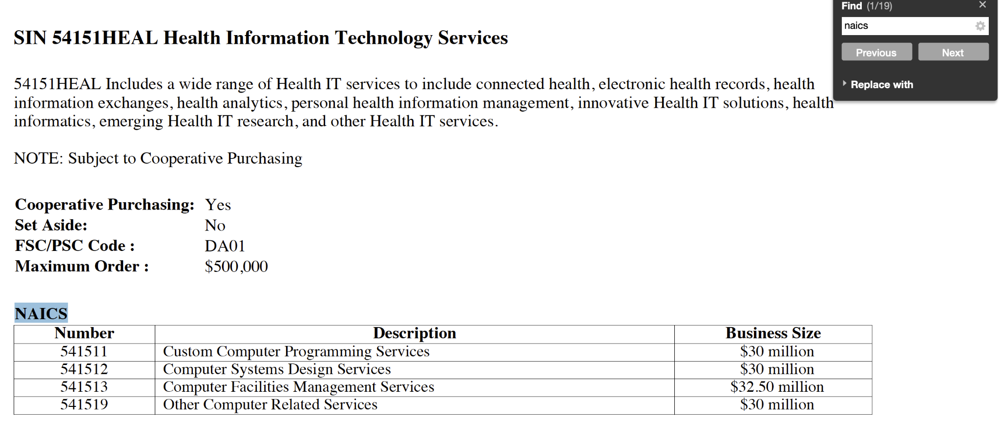 Find (1/19)
naics
Previous Next
Replace with
SIN 54151HEAL Health Information Technology Services
54151HEAL Includes a wide range of Health IT services to include connected health, electronic health records, health
information exchanges, health analytics, personal health information management, innovative Health IT solutions, health
informatics, emerging Health IT research, and other Health IT services.
NOTE: Subject to Cooperative Purchasing
Cooperative Purchasing: Yes
Set Aside: No
FSC/PSC Code : DA01
Maximum Order : $500,000
NAICS
Number Description Business Size
541511 Custom Computer Programming Services $30 million
541512 Computer Systems Design Services $30 million
541513 Computer Facilities Management Services $32.50 million
541519 Other Computer Related Services $30 million